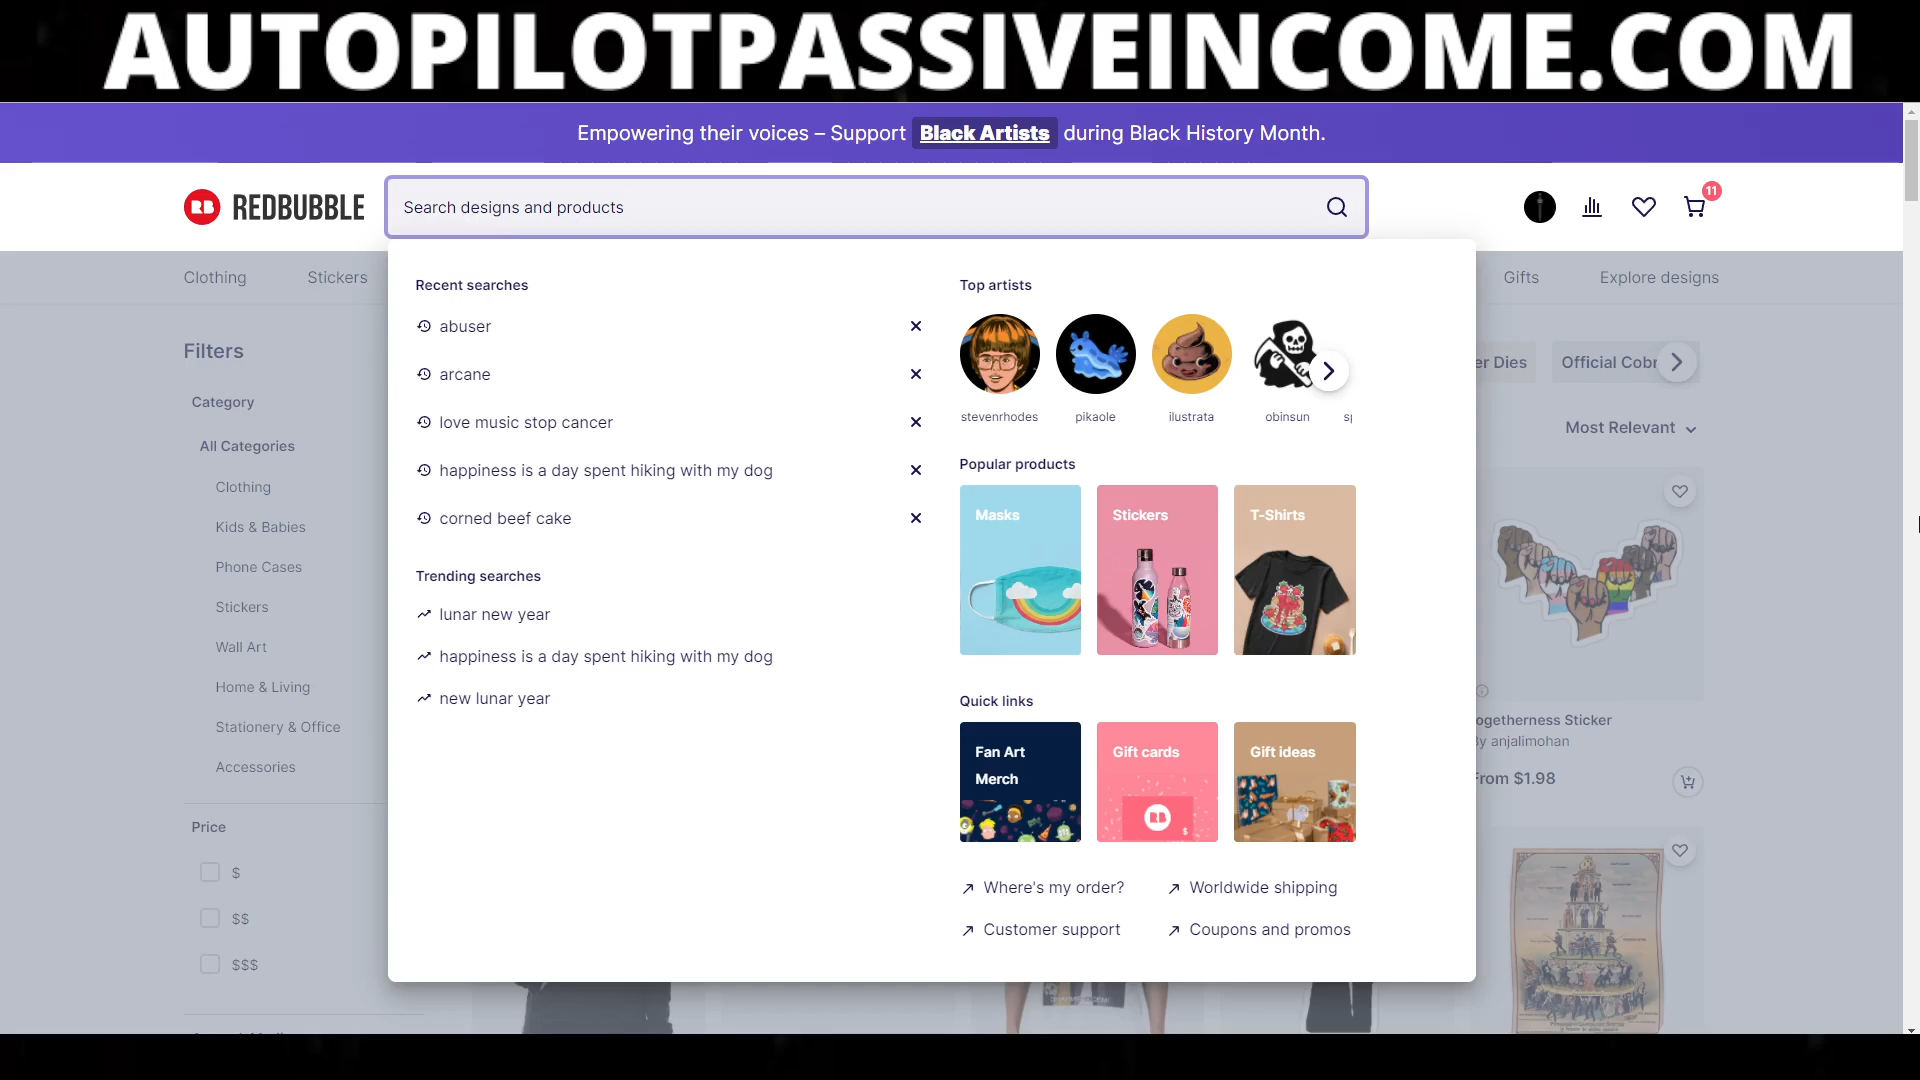 AUTOPILOTPASSIVEINCOME.COM
Empowering their voices – Support Black Artists during Black History Month.
RB REDBUBBLE
Search designs and products
11
Clothing
Stickers
Gifts
Explore designs
Filters
Category
All Categories
Clothing
Kids & Babies
Phone Cases
Stickers
Wall Art
Home & Living
Stationery & Office
Accessories
Price
$
$$
$$$
Recent searches
abuser
arcane
love music stop cancer
happiness is a day spent hiking with my dog
corned beef cake
Trending searches
lunar new year
happiness is a day spent hiking with my dog
new lunar year
Top artists
stevenrhodes
pikaole
ilustrata
obinsun
Popular products
Masks
Stickers
T-Shirts
Quick links
Fan Art
Merch
Gift cards
RB
Gift ideas
Where's my order?
Worldwide shipping
Customer support
Coupons and promos
er Dies
Official Cobr
Most Relevant
ogetherness Sticker
By anjalimohan
From $1.98